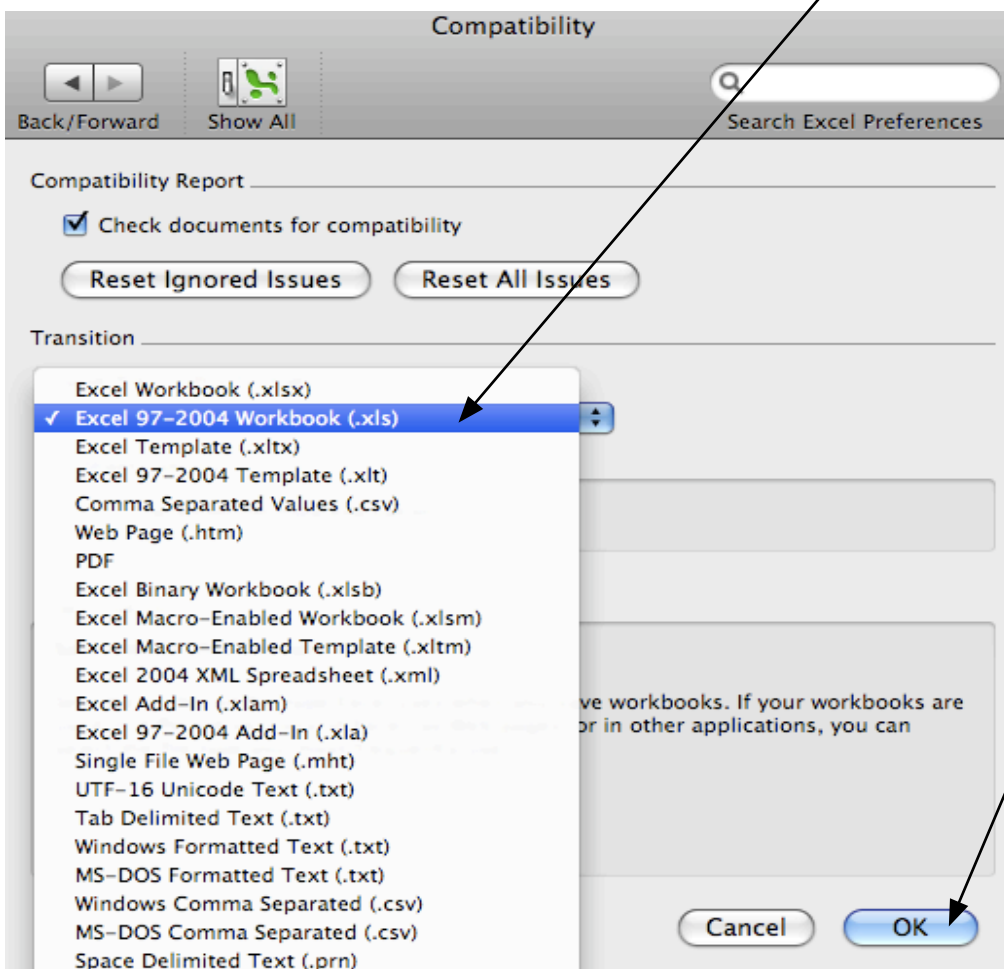 Compatibility
Back/Forward
Show All
Search Excel Preferences
Compatibility Report
Check documents for compatibility
Reset Ignored Issues
Reset All Issues
Transition
Excel Workbook (.xlsx)
✓ Excel 97-2004 Workbook (.xls)
Excel Template (.xltx)
Excel 97-2004 Template (.xlt)
Comma Separated Values (.csv)
Web Page (.htm)
PDF
Excel Binary Workbook (.xlsb)
Excel Macro-Enabled Workbook (.xlsm)
Excel Macro-Enabled Template (.xltm)
Excel 2004 XML Spreadsheet (.xml)
Excel Add-In (.xlam)
Excel 97-2004 Add-In (.xla)
Single File Web Page (.mht)
UTF-16 Unicode Text (.txt)
Tab Delimited Text (.txt)
Windows Formatted Text (.txt)
MS-DOS Formatted Text (.txt)
Windows Comma Separated (.csv)
MS-DOS Comma Separated (.csv)
Space Delimited Text (.prn)
workbooks. If your workbooks are
or in other applications, you can
Cancel
OK